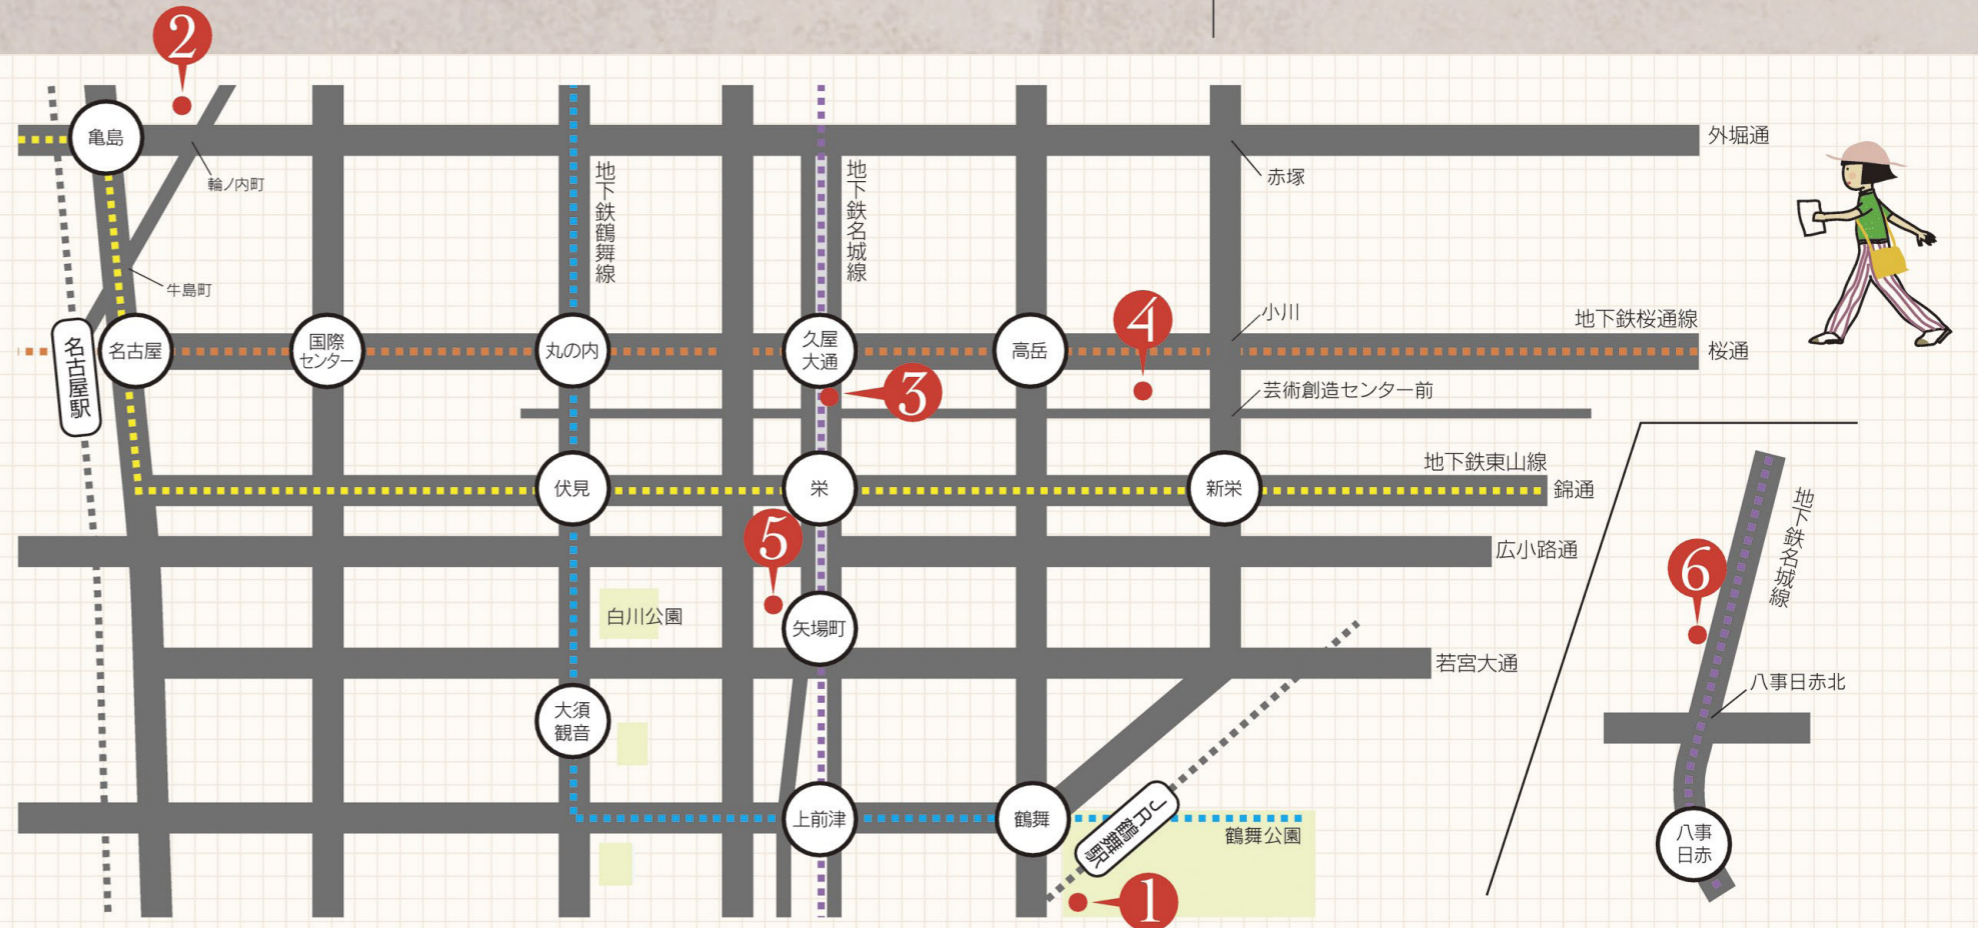 2
亀島
外堀通
輪ノ内町
地下鉄鶴舞線
地下鉄名城線
赤塚
牛島町
名古屋駅
名古屋
国際
センター
丸の内
久屋
大通
高岳
4
小川
地下鉄桜通線
桜通
3
芸術創造センター前
伏見
栄
新栄
地下鉄東山線
錦通
5
広小路通
白川公園
矢場町
若宮大通
大須
観音
上前津
鶴舞
JR鶴舞駅
鶴舞公園
1
地下鉄名城線
6
八事日赤北
八事
日赤